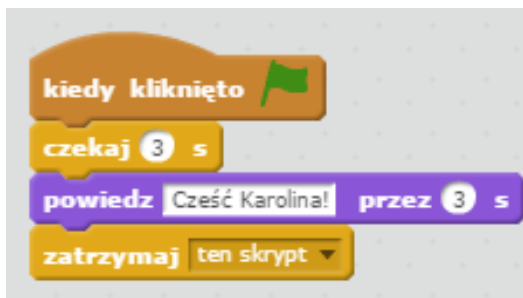 kiedy kliknięto
czekaj 3 s
powiedz Cześć Karolina! przez 3 s
zatrzymaj ten skrypt